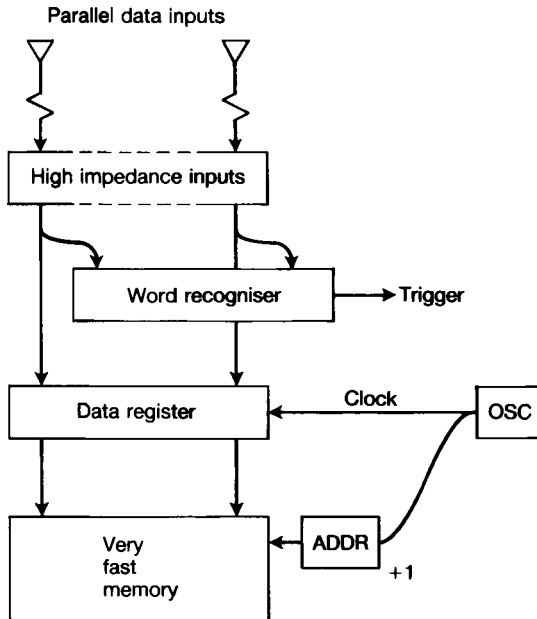 Parallel data inputs
High impedance inputs
Word recogniser
Trigger
Data register
Clock
OSC
Very
fast
memory
ADDR
+1